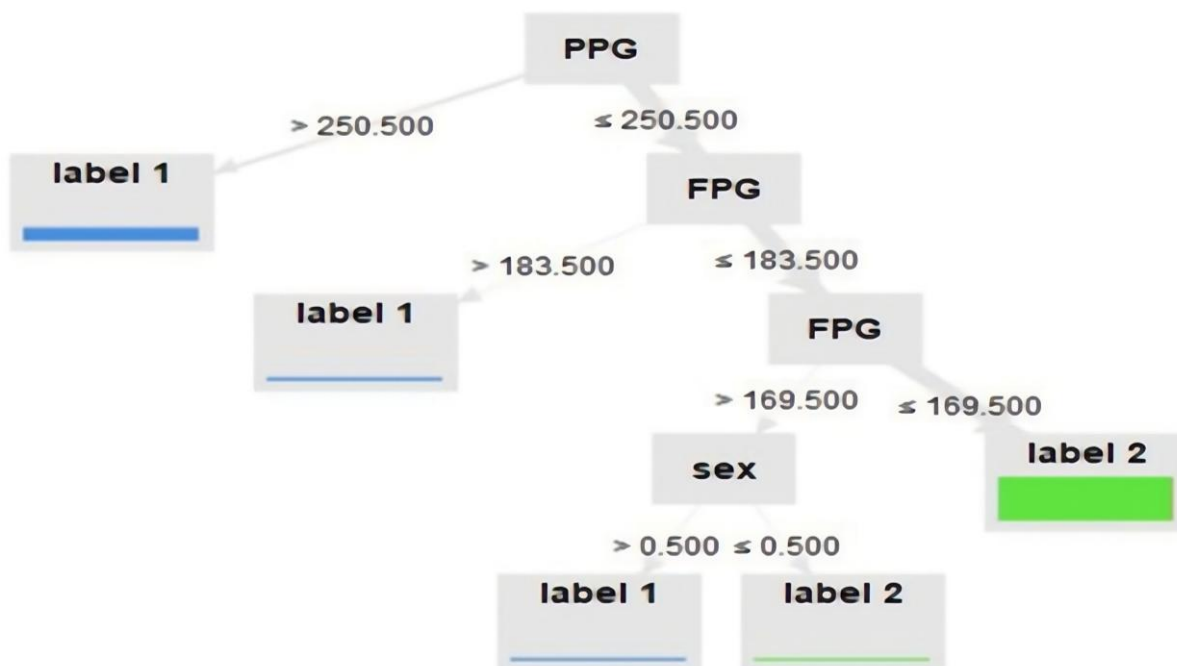 PPG
> 250.500
≤ 250.500
label 1
FPG
> 183.500
≤ 183.500
label 1
FPG
> 169.500
≤ 169.500
sex
label 2
> 0.500
≤ 0.500
label 1
label 2